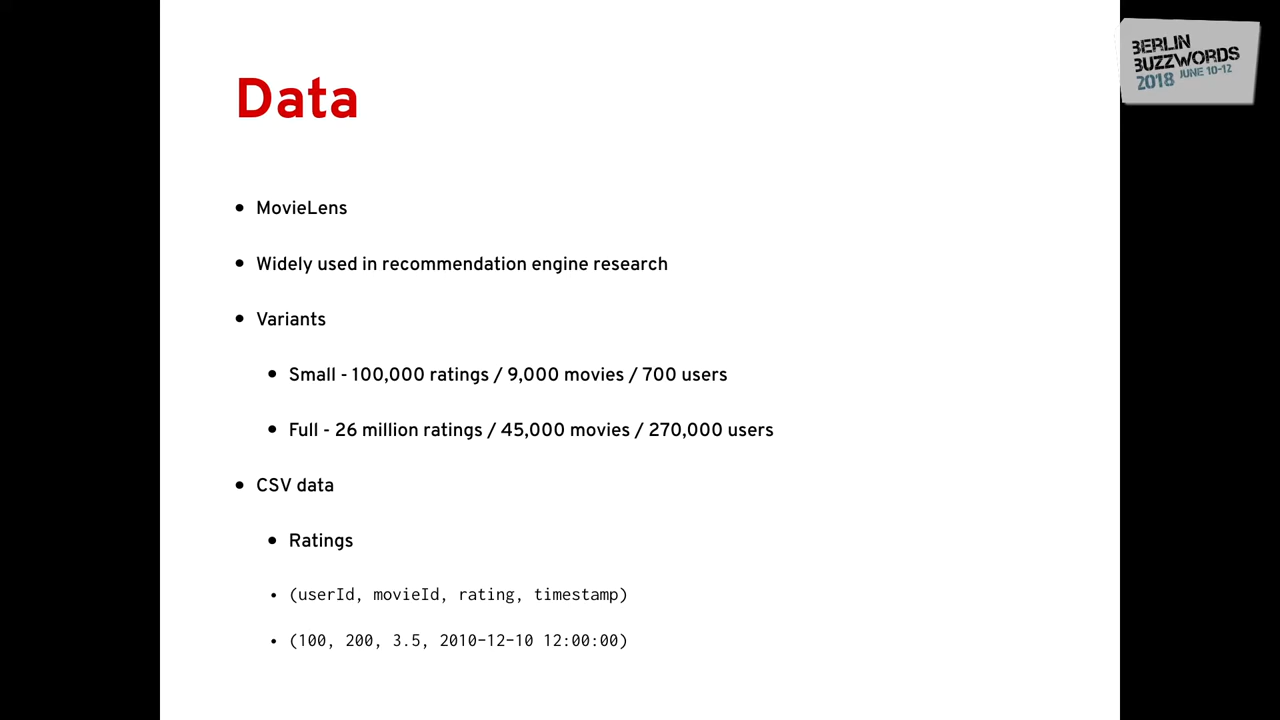 Data
• MovieLens
• Widely used in recommendation engine research
• Variants
• Small - 100,000 ratings / 9,000 movies / 700 users
• Full - 26 million ratings / 45,000 movies / 270,000 users
• CSV data
• Ratings
• (userId, movieId, rating, timestamp)
• (100, 200, 3.5, 2010-12-10 12:00:00)
BERLIN
BUZZWORDS
2018 JUNE 10-12